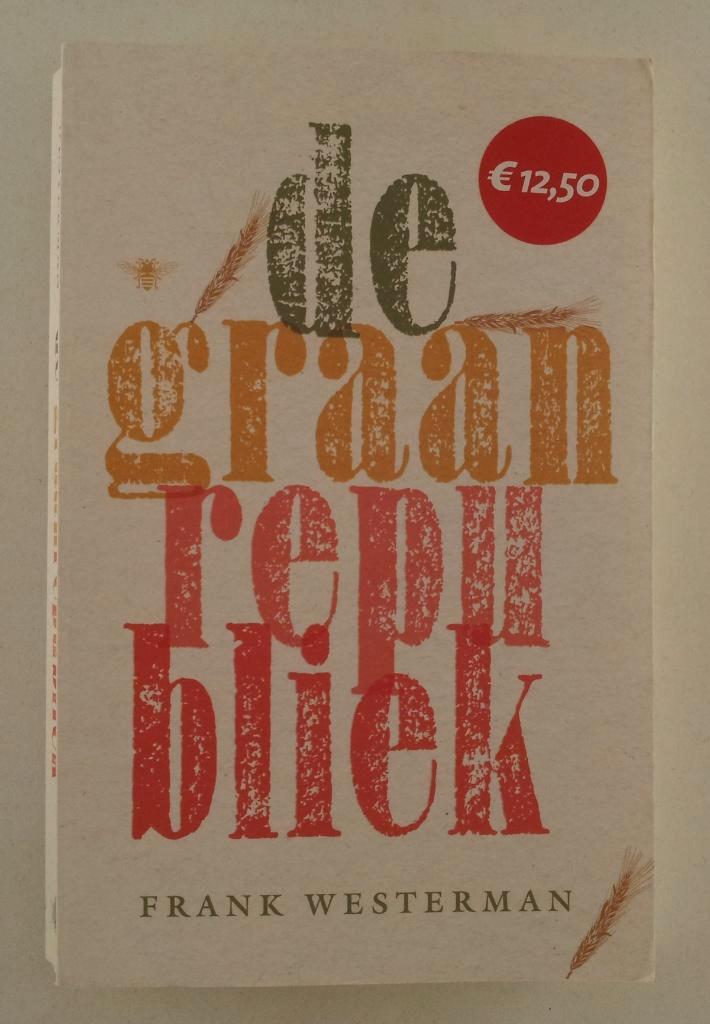 € 12,50
de
graan
repu
bliek
FRANK WESTERMAN